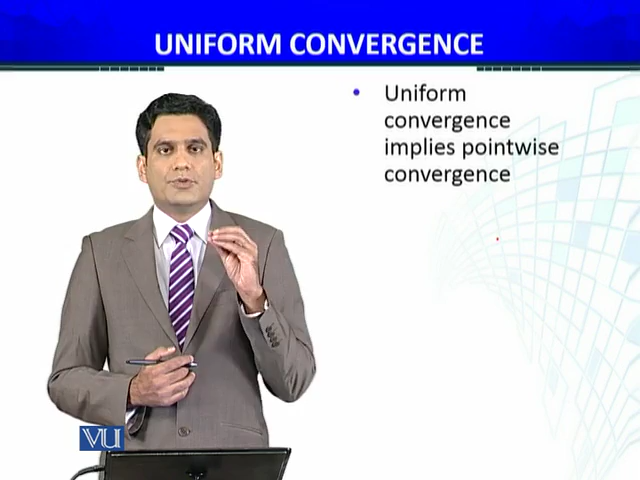 UNIFORM CONVERGENCE
• Uniform
convergence
implies pointwise
convergence
VU